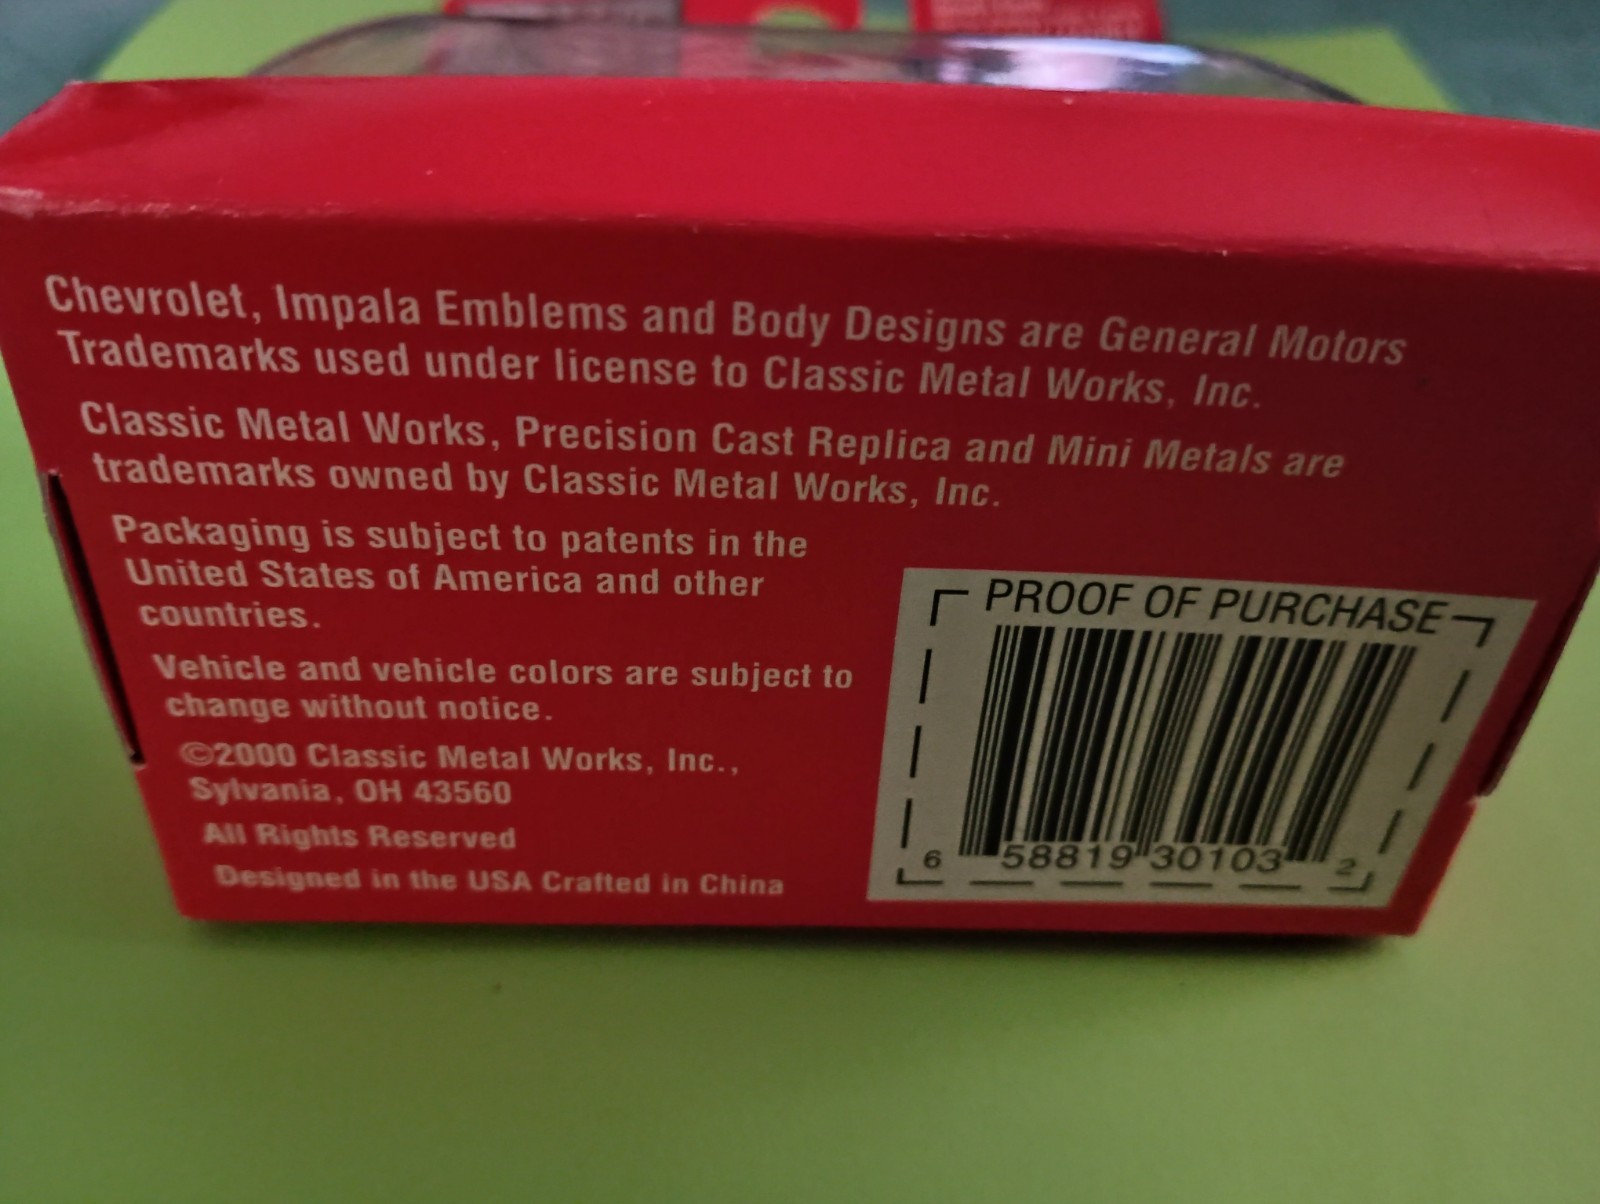 Chevrolet, Impala Emblems and Body Designs are General Motors
Trademarks used under license to Classic Metal Works, Inc.
Classic Metal Works, Precision Cast Replica and Mini Metals are
trademarks owned by Classic Metal Works, Inc.
Packaging is subject to patents in the
United States of America and other
countries.
Vehicle and vehicle colors are subject to
change without notice.
©2000 Classic Metal Works, Inc.,
Sylvania, OH 43560
All Rights Reserved
Designed in the USA Crafted in China
PROOF OF PURCHASE
6 58819 30103 2